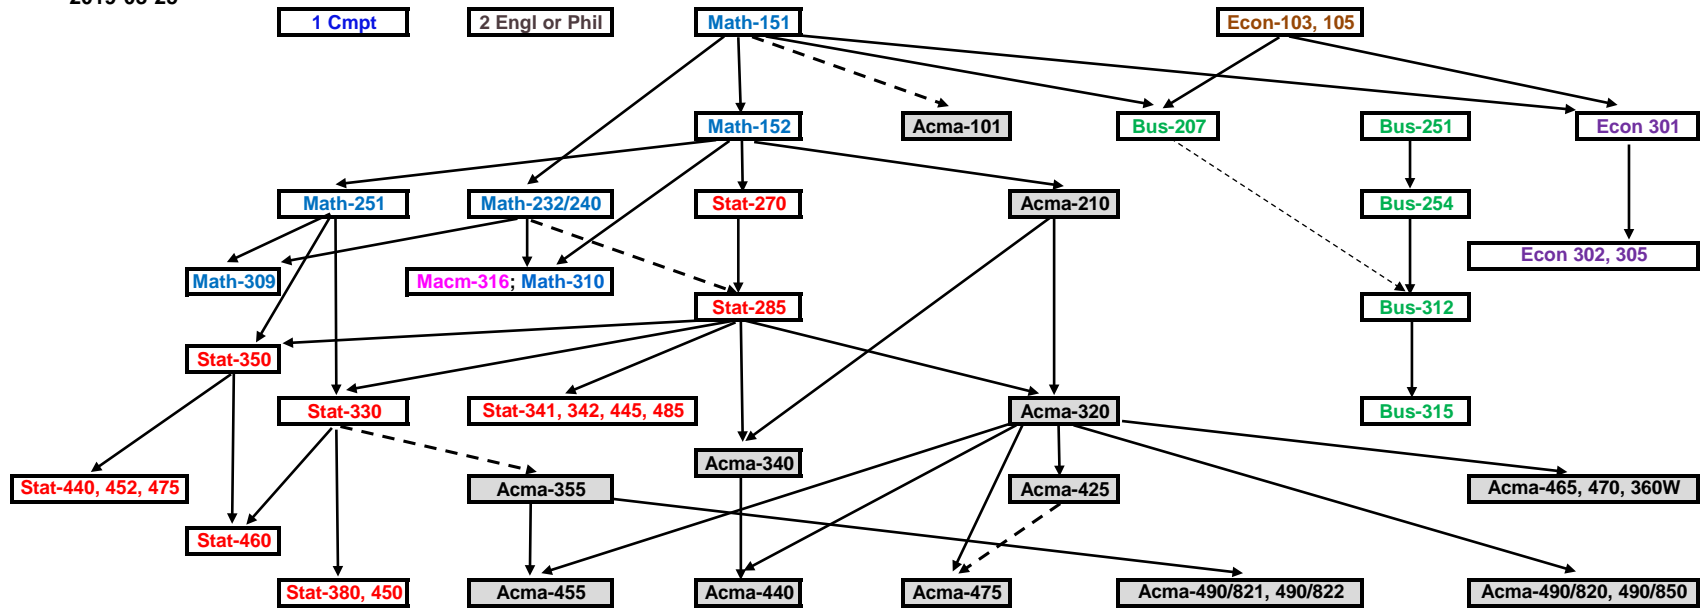 1 Cmpt
2 Engl or Phil
Math-151
Econ-103, 105
Math-152
Acma-101
Bus-207
Bus-251
Econ 301
Math-251
Math-232/240
Stat-270
Acma-210
Bus-254
Econ 302, 305
Math-309
Macm-316; Math-310
Stat-285
Bus-312
Stat-350
Stat-330
Stat-341, 342, 445, 485
Acma-320
Bus-315
Acma-340
Stat-440, 452, 475
Acma-355
Acma-425
Acma-465, 470, 360W
Stat-460
Stat-380, 450
Acma-455
Acma-440
Acma-475
Acma-490/821, 490/822
Acma-490/820, 490/850